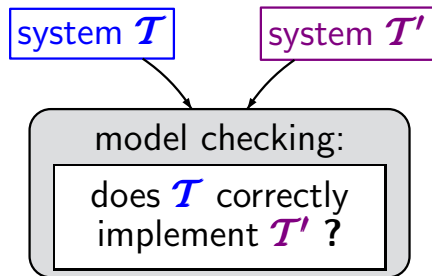 system 𝓣
system 𝓣'
model checking:
does 𝓣 correctly
implement 𝓣' ?